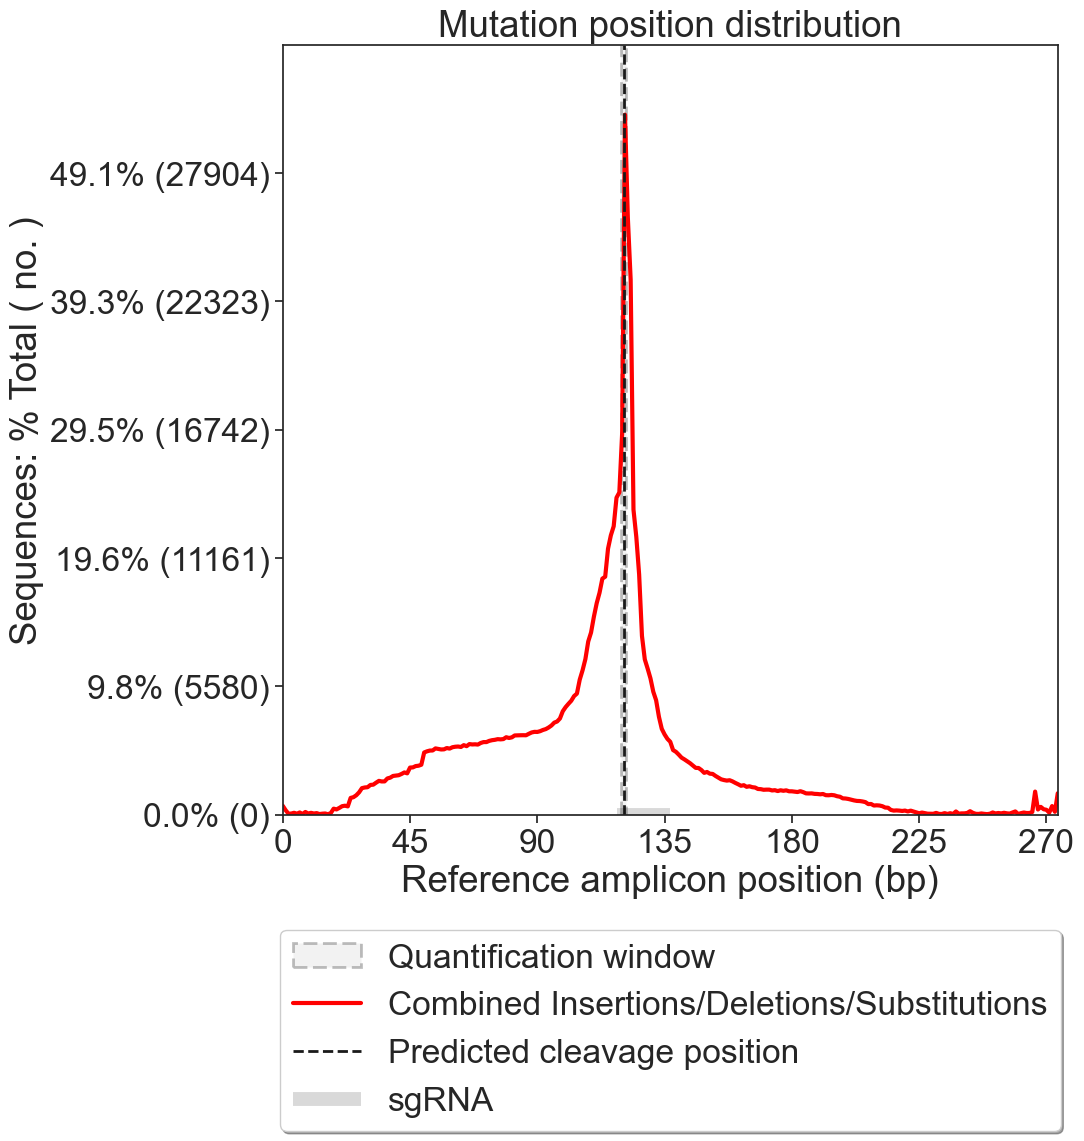 Mutation position distribution
Sequences: % Total ( no. )
49.1% (27904)
39.3% (22323)
29.5% (16742)
19.6% (11161)
9.8% (5580)
0.0% (0)
0 45 90 135 180 225 270
Reference amplicon position (bp)
Quantification window
Combined Insertions/Deletions/Substitutions
Predicted cleavage position
sgRNA